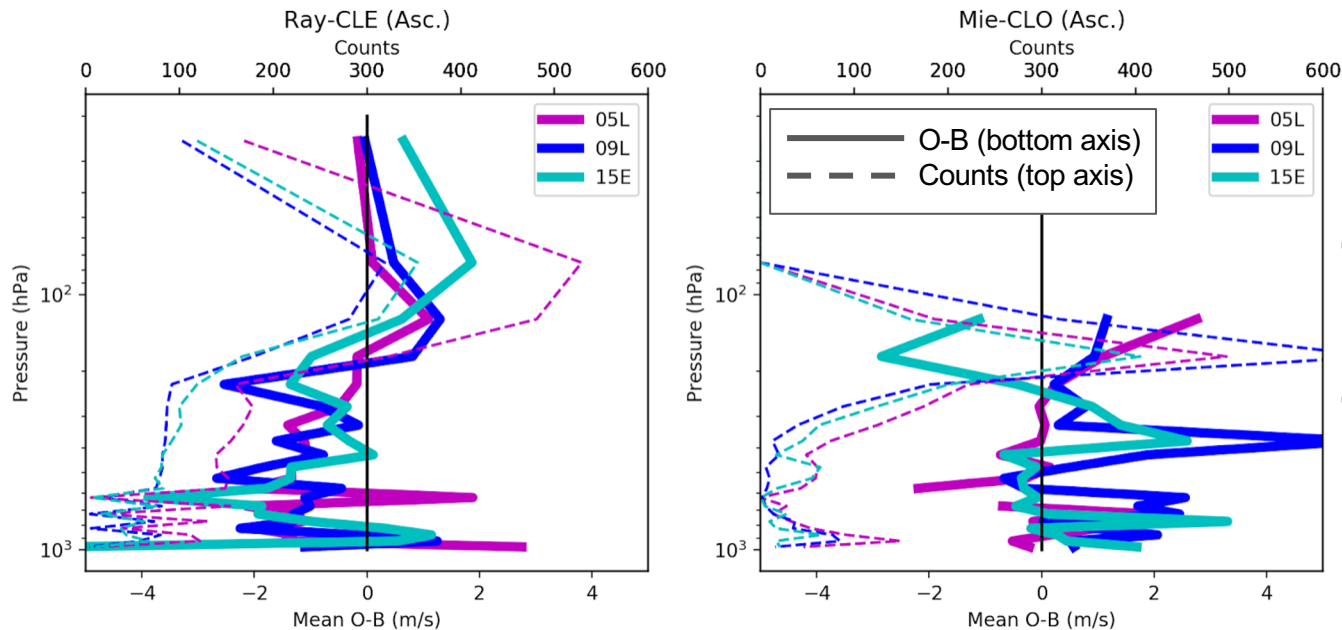 Ray-CLE (Asc.)
Counts
0 100 200 300 400 500 600
05L
09L
15E
Pressure (hPa)
10²
10³
−4 −2 0 2 4
Mean O-B (m/s)
Mie-CLO (Asc.)
Counts
0 100 200 300 400 500 600
O-B (bottom axis)
Counts (top axis)
05L
09L
15E
Pressure (hPa)
10²
10³
−4 −2 0 2 4
Mean O-B (m/s)